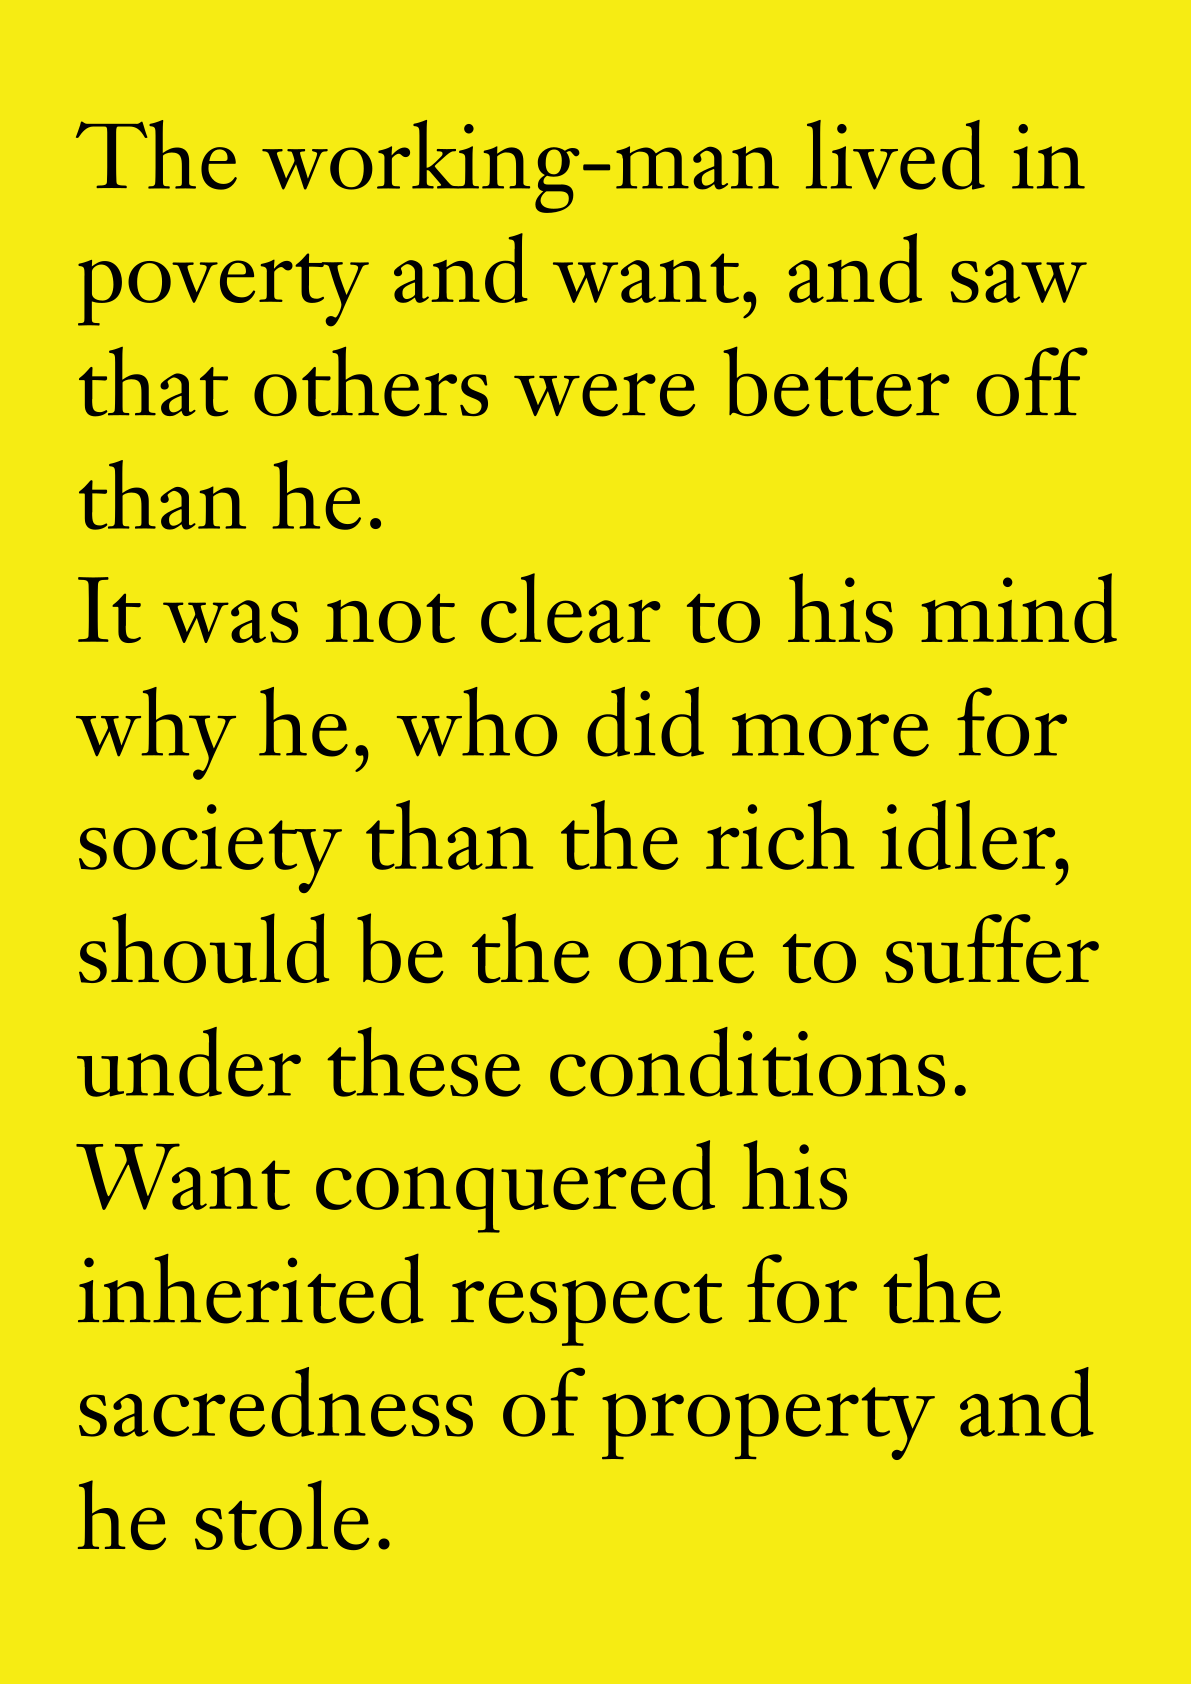 The working-man lived in
poverty and want, and saw
that others were better off
than he.
It was not clear to his mind
why he, who did more for
society than the rich idler,
should be the one to suffer
under these conditions.
Want conquered his
inherited respect for the
sacredness of property and
he stole.